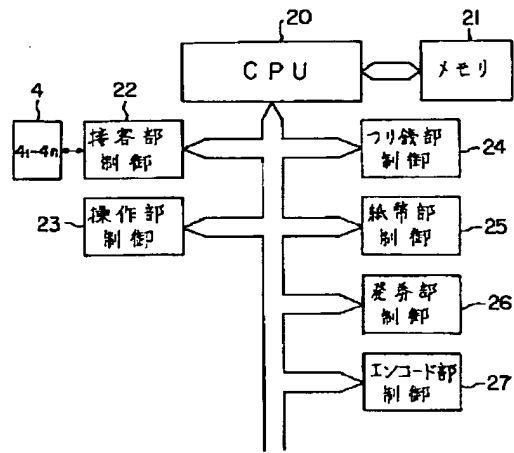 20
21
CPU
メモリ
4
22
4₁-4n
接客部
制御
つり銭部
制御
24
23
操作部
制御
紙幣部
制御
25
発券部
制御
26
エンコード部
制御
27